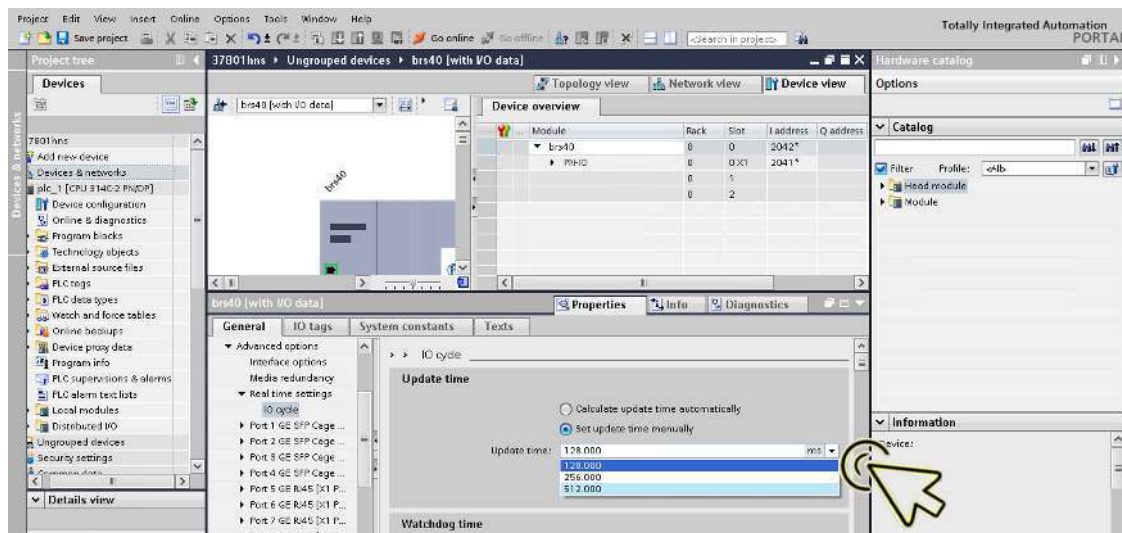 Project Edit View Insert Online Options Tools Window Help
Totally Integrated Automation
PORTAL
Save project Go online Go offline <Search in project>
Project tree
37801hns ▸ Ungrouped devices ▸ brs40 [with I/O data]
Hardware catalog
Devices
Topology view Network view Device view
Options
brs40 [with I/O data]
Device overview
Module Rack Slot I address Q address
brs40 0 0 2042*
PN-IO 0 0 X1 2041*
0 1
0 2
brs40
Catalog
Filter Profile: <All>
Head module
Module
Devices & networks
7801hns
Add new device
Devices & networks
plc_1 [CPU 314C-2 PN/DP]
Device configuration
Online & diagnostics
Program blocks
Technology objects
External source files
PLC tags
PLC data types
Watch and force tables
Online backups
Device proxy data
Program info
PLC supervisions & alarms
PLC alarm text lists
Local modules
Distributed I/O
Ungrouped devices
Security settings
Common data
Details view
brs40 [with I/O data]
Properties Info Diagnostics
General IO tags System constants Texts
Advanced options
Interface options
Media redundancy
Real time settings
IO cycle
Port 1 GE SFP Cage ...
Port 2 GE SFP Cage ...
Port 3 GE SFP Cage ...
Port 4 GE SFP Cage ...
Port 5 GE RJ45 [X1 P...
Port 6 GE RJ45 [X1 P...
Port 7 GE RJ45 [X1 P...
IO cycle
Update time
Calculate update time automatically
Set update time manually
Update time: 128.000 ms
128.000
256.000
512.000
Watchdog time
Information
Device: